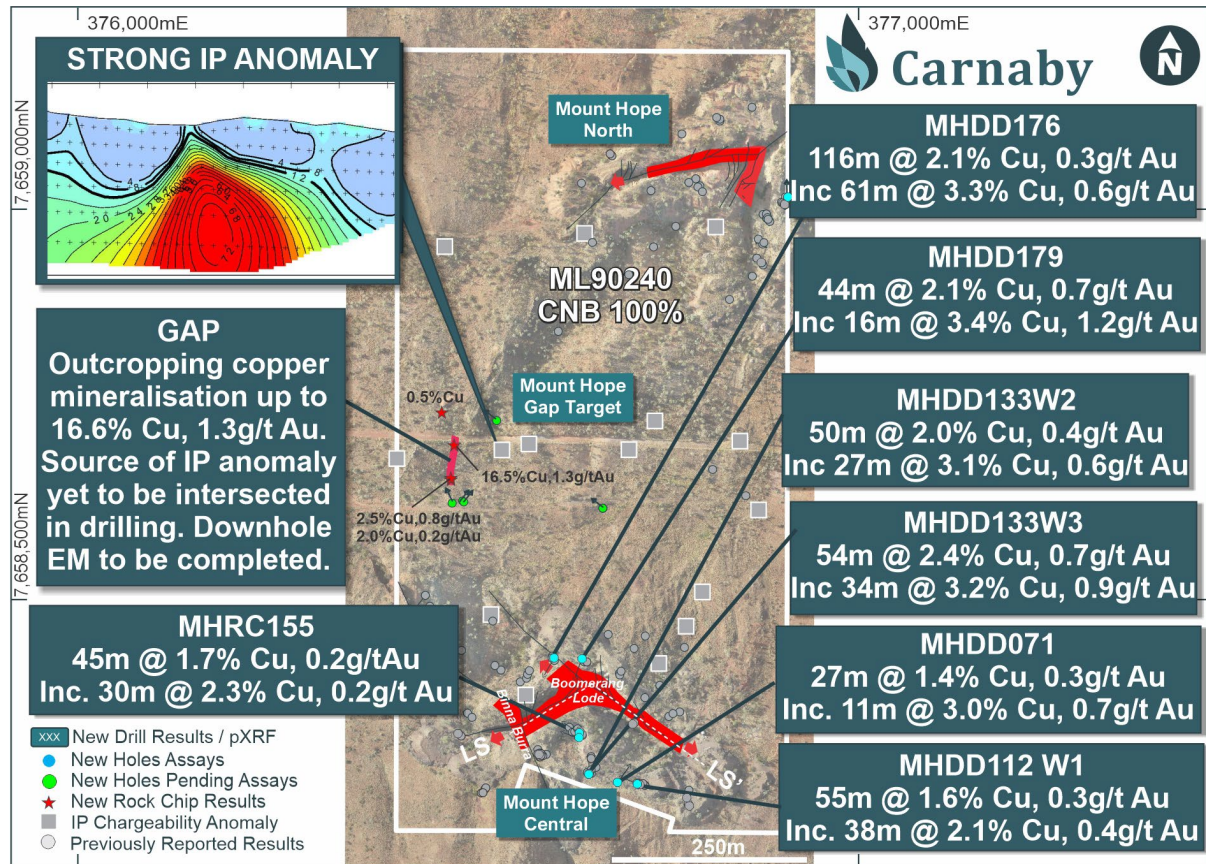 376,000mE
377,000mE
7,659,000mN
7,658,500mN
STRONG IP ANOMALY
Carnaby
N
Mount Hope
North
ML90240
CNB 100%
Mount Hope
Gap Target
0.5%Cu
16.5%Cu,1.3g/tAu
2.5%Cu,0.8g/tAu
2.0%Cu,0.2g/tAu
GAP
Outcropping copper
mineralisation up to
16.6% Cu, 1.3g/t Au.
Source of IP anomaly
yet to be intersected
in drilling. Downhole
EM to be completed.
MHDD176
116m @ 2.1% Cu, 0.3g/t Au
Inc 61m @ 3.3% Cu, 0.6g/t Au
MHDD179
44m @ 2.1% Cu, 0.7g/t Au
Inc 16m @ 3.4% Cu, 1.2g/t Au
MHDD133W2
50m @ 2.0% Cu, 0.4g/t Au
Inc 27m @ 3.1% Cu, 0.6g/t Au
MHDD133W3
54m @ 2.4% Cu, 0.7g/t Au
Inc 34m @ 3.2% Cu, 0.9g/t Au
MHDD071
27m @ 1.4% Cu, 0.3g/t Au
Inc. 11m @ 3.0% Cu, 0.7g/t Au
MHDD112 W1
55m @ 1.6% Cu, 0.3g/t Au
Inc. 38m @ 2.1% Cu, 0.4g/t Au
MHRC155
45m @ 1.7% Cu, 0.2g/tAu
Inc. 30m @ 2.3% Cu, 0.2g/t Au
Boomerang
Lode
Binna Burra
LS
LS'
Mount Hope
Central
250m
XXX New Drill Results / pXRF
New Holes Assays
New Holes Pending Assays
New Rock Chip Results
IP Chargeability Anomaly
Previously Reported Results